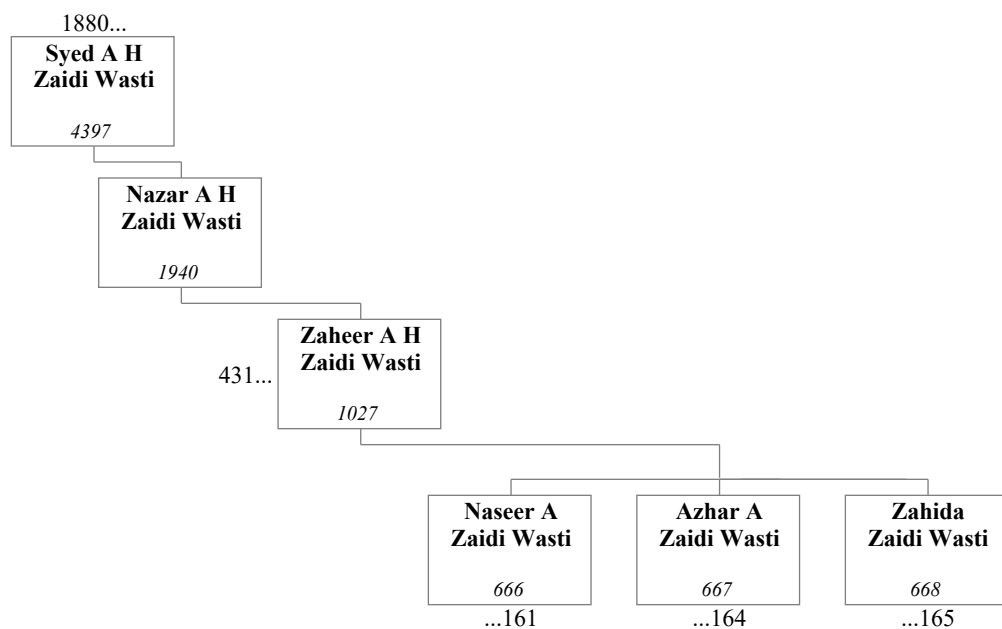 1880...
Syed A H
Zaidi Wasti
4397
Nazar A H
Zaidi Wasti
1940
Zaheer A H
Zaidi Wasti
431...
1027
Naseer A
Zaidi Wasti
666
...161
Azhar A
Zaidi Wasti
667
...164
Zahida
Zaidi Wasti
668
...165